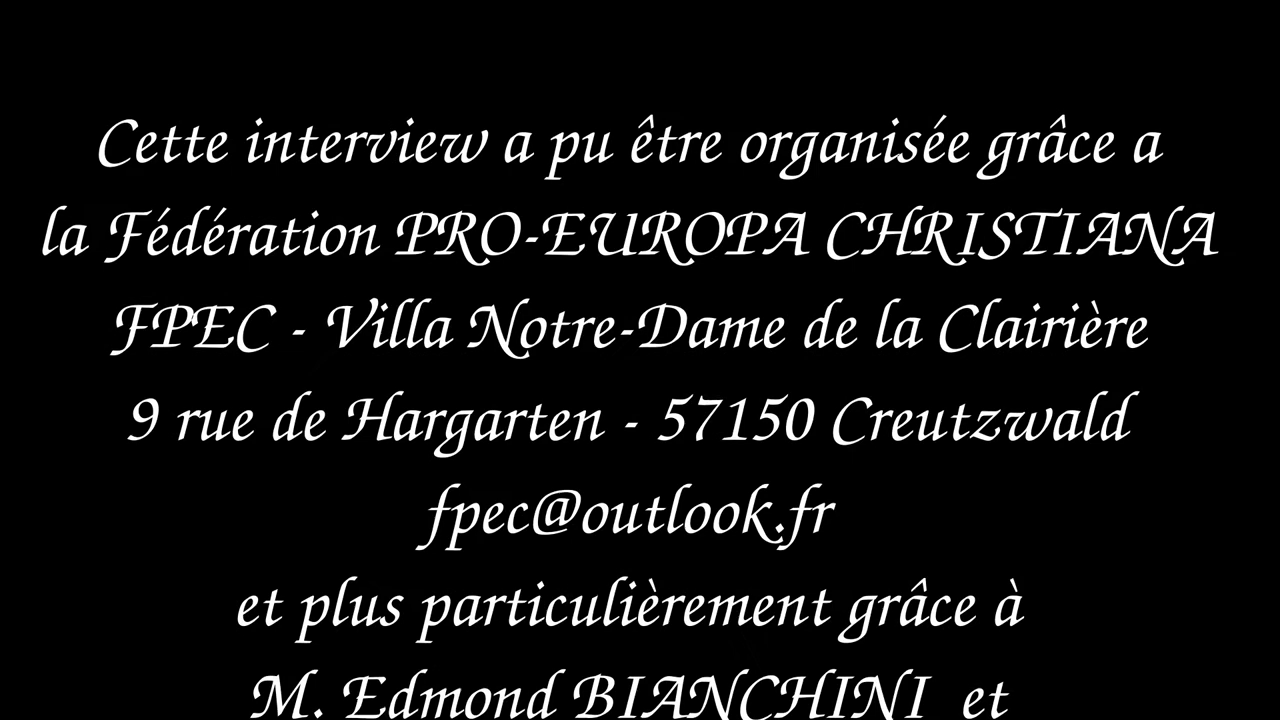 Cette interview a pu être organisée grâce a
la Fédération PRO-EUROPA CHRISTIANA
FPEC - Villa Notre-Dame de la Clairière
9 rue de Hargarten - 57150 Creutzwald
fpec@outlook.fr
et plus particulièrement grâce à
M. Edmond BIANCHINI et